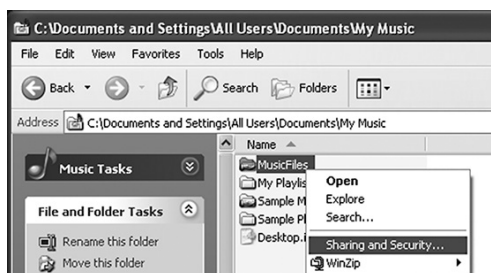 C:\Documents and Settings\All Users\Documents\My Music
File Edit View Favorites Tools Help
Back Search Folders
Address C:\Documents and Settings\All Users\Documents\My Music
Name
Music Tasks
MusicFiles
My Playlis
Sample M
Sample Pl
Desktop.i
Open
Explore
Search...
Sharing and Security...
WinZip
File and Folder Tasks
Rename this folder
Move this folder